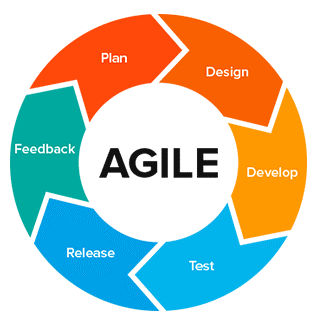 Plan
Design
Develop
Test
Release
Feedback
AGILE